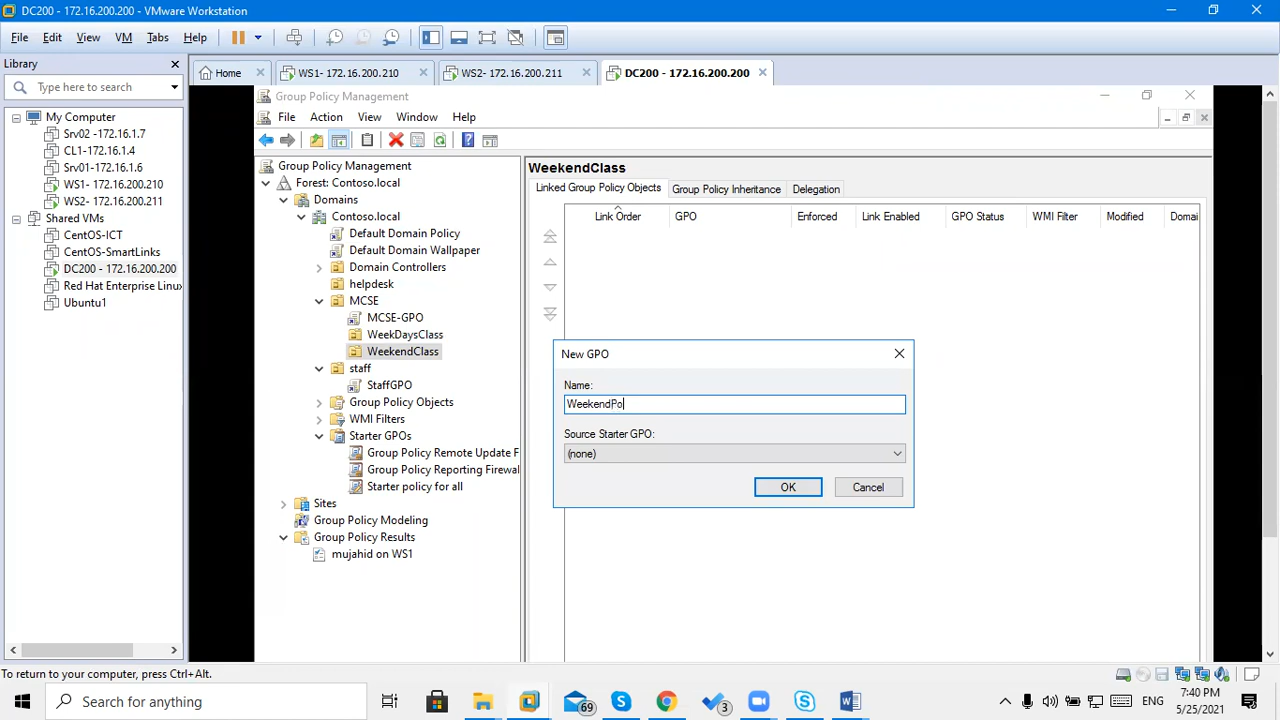 DC200 - 172.16.200.200 - VMware Workstation
File Edit View VM Tabs Help
Library
Type here to search
My Computer
Srv02 -172.16.1.7
CL1-172.16.1.4
Srv01-172.16.1.6
WS1- 172.16.200.210
WS2- 172.16.200.211
Shared VMs
CentOS-ICT
CentOS-SmartLinks
DC200 - 172.16.200.200
Red Hat Enterprise Linux
Ubuntu1
Home WS1- 172.16.200.210 WS2- 172.16.200.211 DC200 - 172.16.200.200
Group Policy Management
File Action View Window Help
Group Policy Management
Forest: Contoso.local
Domains
Contoso.local
Default Domain Policy
Default Domain Wallpaper
Domain Controllers
helpdesk
MCSE
MCSE-GPO
WeekDaysClass
WeekendClass
staff
StaffGPO
Group Policy Objects
WMI Filters
Starter GPOs
Group Policy Remote Update F
Group Policy Reporting Firewal
Starter policy for all
Sites
Group Policy Modeling
Group Policy Results
mujahid on WS1
WeekendClass
Linked Group Policy Objects Group Policy Inheritance Delegation
Link Order GPO Enforced Link Enabled GPO Status WMI Filter Modified Domai
New GPO
Name:
WeekendPo
Source Starter GPO:
(none)
OK Cancel
To return to your computer, press Ctrl+Alt.
Search for anything
69
3
ENG
7:40 PM
5/25/2021